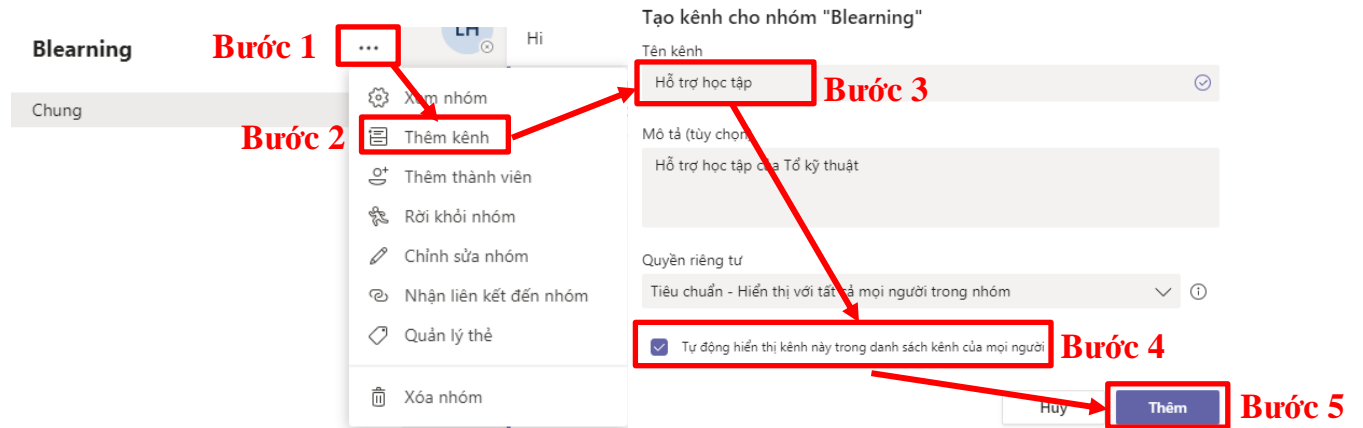 Tạo kênh cho nhóm "Blearning"
Blearning
Bước 1
...
LH
Hi
Chung
Xem nhóm
Bước 2
Thêm kênh
Thêm thành viên
Rời khỏi nhóm
Chỉnh sửa nhóm
Nhận liên kết đến nhóm
Quản lý thẻ
Xóa nhóm
Tên kênh
Hỗ trợ học tập
Bước 3
Mô tả (tùy chọn)
Hỗ trợ học tập của Tổ kỹ thuật
Quyền riêng tư
Tiêu chuẩn - Hiển thị với tất cả mọi người trong nhóm
Tự động hiển thị kênh này trong danh sách kênh của mọi người
Bước 4
Hủy
Thêm
Bước 5